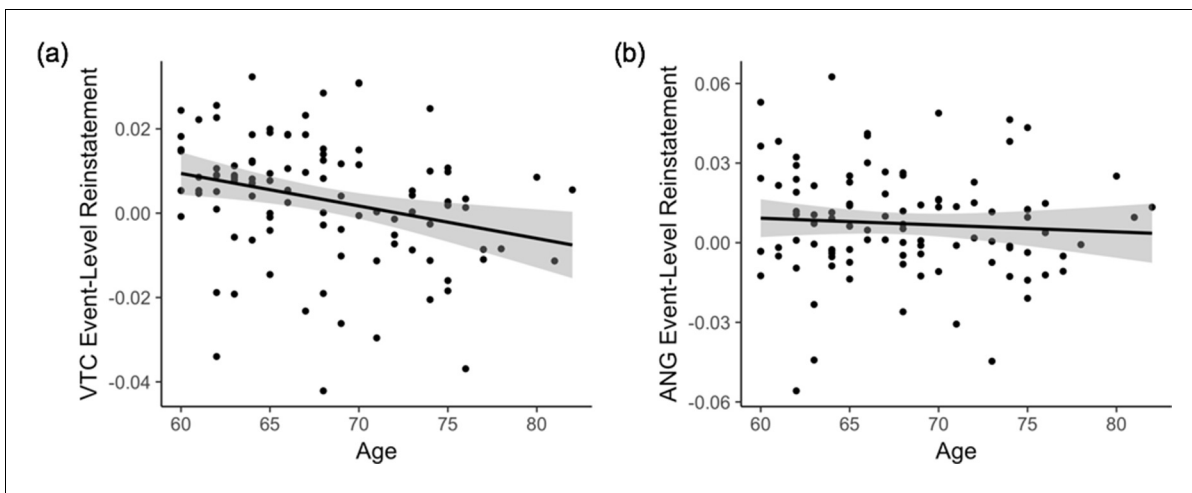 (a)
VTC Event-Level Reinstatement
0.02
0.00
-0.02
-0.04
60 65 70 75 80
Age
(b)
ANG Event-Level Reinstatement
0.06
0.03
0.00
-0.03
-0.06
60 65 70 75 80
Age